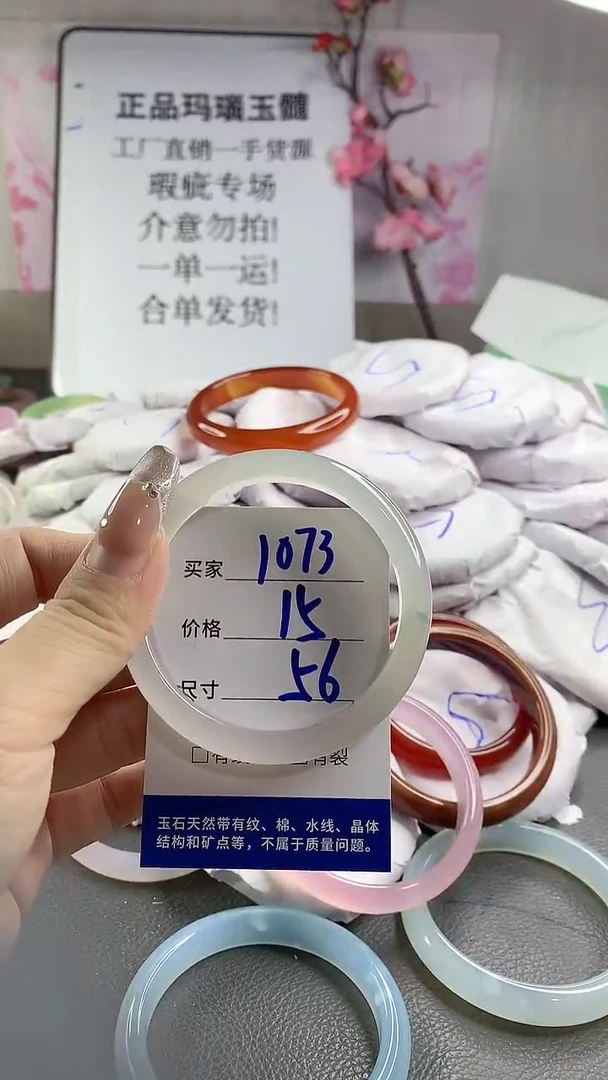 正品玛瑙玉髓
工厂直销一手货源
瑕疵专场
介意勿拍!
一单一运!
合单发货!
买家 1073
价格 15
尺寸 56
玉石天然带有纹、棉、水线、晶体
结构和矿点等，不属于质量问题。